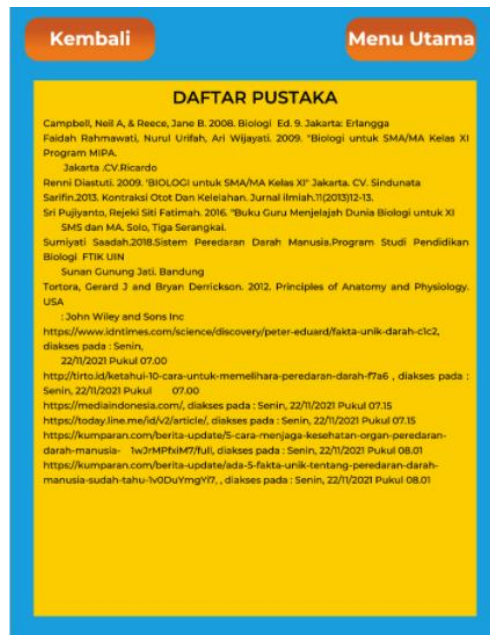 Kembali
Menu Utama
DAFTAR PUSTAKA
Campbell, Neil A, & Reece, Jane B. 2008. Biologi Ed. 9. Jakarta: Erlangga
Faidah Rahmawati, Nurul Urifah, Ari Wijayati. 2009. "Biologi untuk SMA/MA Kelas XI
Program MIPA.
Jakarta .CV.Ricardo
Renni Diastuti. 2009. "BIOLOGI untuk SMA/MA Kelas XI" Jakarta. CV. Sindunata
Sarifin.2013. Kontraksi Otot Dan Kelelahan. Jurnal Ilmiah.11(2013)12-13.
Sri Pujiyanto, Rejeki Siti Fatimah. 2016. "Buku Guru Menjelajah Dunia Biologi untuk XI
SMS dan MA. Solo, Tiga Serangkai.
Sumiyati Saadah.2018.Sistem Peredaran Darah Manusia.Program Studi Pendidikan
Biologi FTIK UIN
Sunan Gunung Jati. Bandung
Tortora, Gerard J and Bryan Derrickson. 2012. Principles of Anatomy and Physiology.
USA
: John Wiley and Sons Inc
https://www.idntimes.com/science/discovery/peter-eduard/fakta-unik-darah-c1c2,
diakses pada : Senin,
22/11/2021 Pukul 07.00
http://tirto.id/ketahui-10-cara-untuk-memelihara-peredaran-darah-f7a6 , diakses pada :
Senin, 22/11/2021 Pukul 07.00
https://mediaindonesia.com/, diakses pada : Senin, 22/11/2021 Pukul 07.15
https://today.line.me/id/v2/article/, diakses pada : Senin, 22/11/2021 Pukul 07.15
https://kumparan.com/berita-update/5-cara-menjaga-kesehatan-organ-peredaran-
darah-manusia- 1wJrMPfxiM7/full, diakses pada : Senin, 22/11/2021 Pukul 08.01
https://kumparan.com/berita-update/ada-5-fakta-unik-tentang-peredaran-darah-
manusia-sudah-tahu-1v0DuYmgYi7, , diakses pada : Senin, 22/11/2021 Pukul 08.01